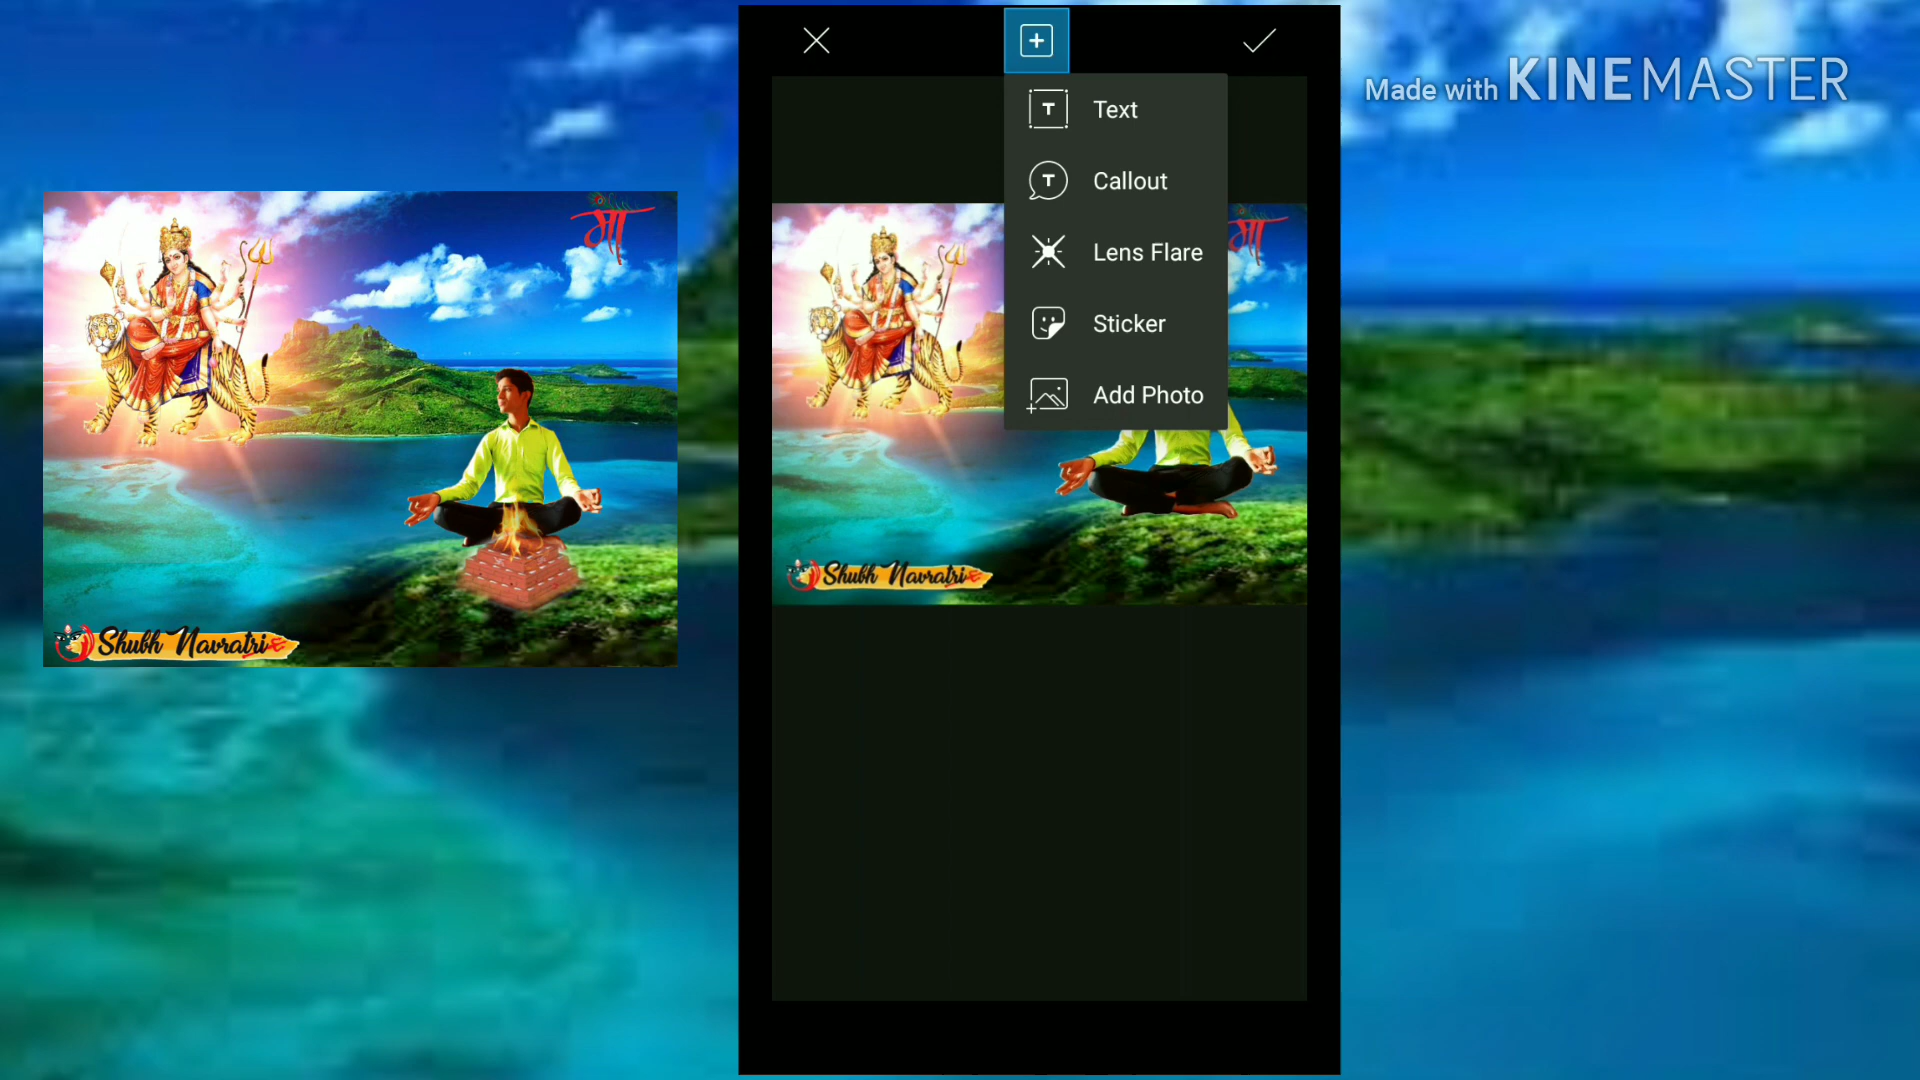 Made with KINEMASTER
Text
Callout
Lens Flare
Sticker
Add Photo
माँ
Shubh Navratri
मा
Shubh Navratri